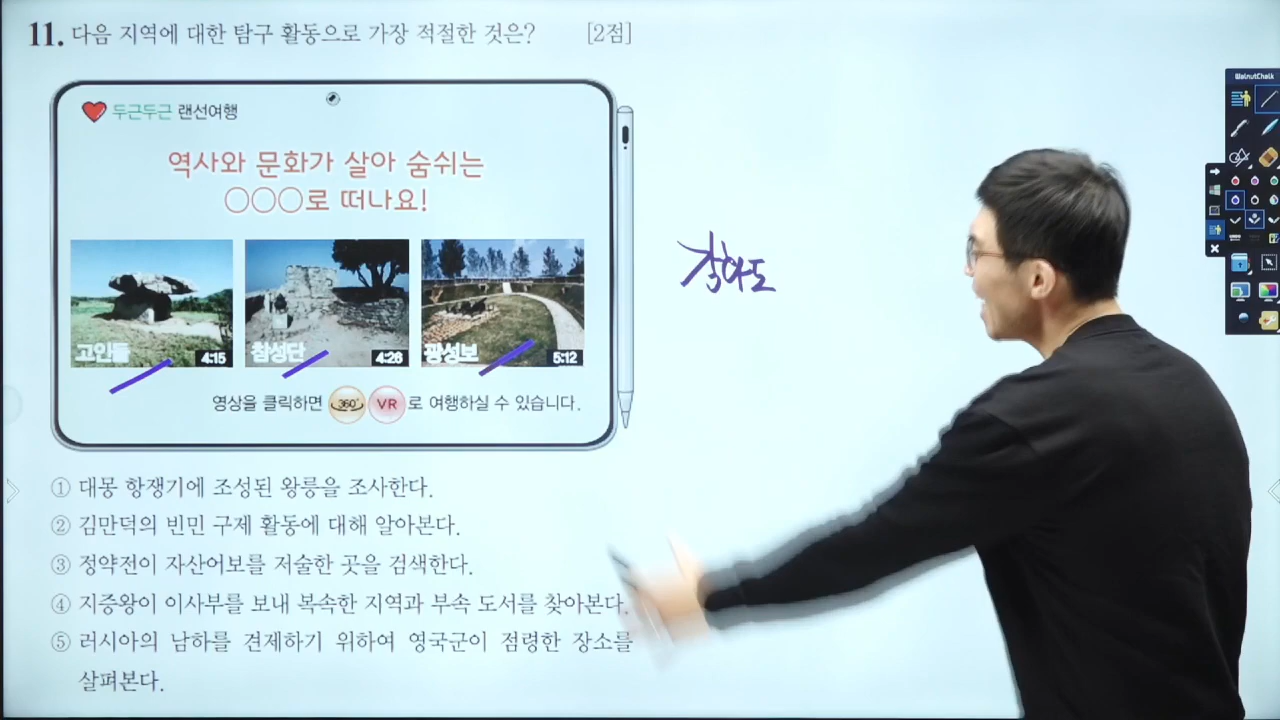 11. 다음 지역에 대한 탐구 활동으로 가장 적절한 것은? [2점]
두근두근 랜선여행
역사와 문화가 살아 숨쉬는
○○○로 떠나요!
고인돌 4:15
참성단 4:26
광성보 5:12
영상을 클릭하면 360° VR로 여행하실 수 있습니다.
강화도
① 대몽 항쟁기에 조성된 왕릉을 조사한다.
② 김만덕의 빈민 구제 활동에 대해 알아본다.
③ 정약전이 자산어보를 저술한 곳을 검색한다.
④ 지증왕이 이사부를 보내 복속한 지역과 부속 도서를 찾아본다.
⑤ 러시아의 남하를 견제하기 위하여 영국군이 점령한 장소를
살펴본다.
WalnutChalk